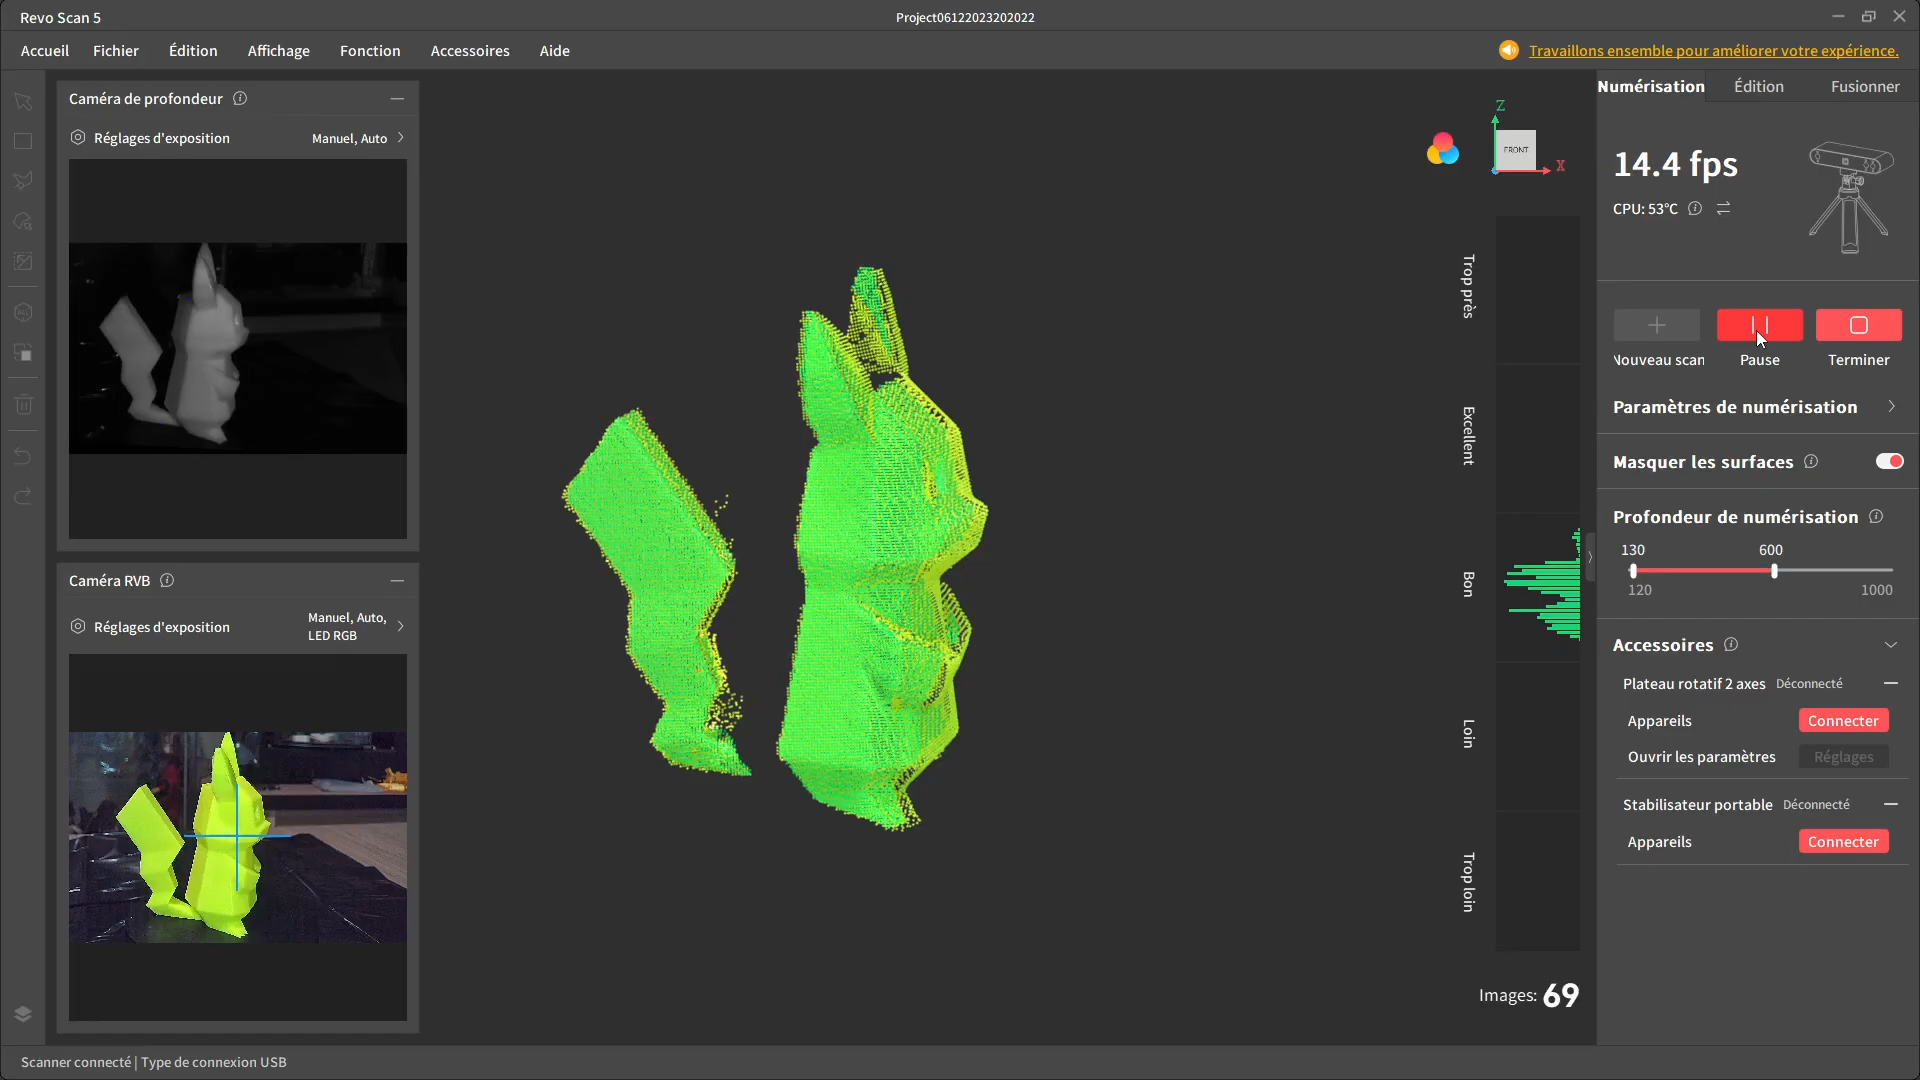 Revo Scan 5
Project06122023202022
Accueil Fichier Édition Affichage Fonction Accessoires Aide
Travaillons ensemble pour améliorer votre expérience.
Caméra de profondeur
Réglages d'exposition Manuel, Auto
Caméra RVB
Réglages d'exposition Manuel, Auto,
LED RGB
Z
FRONT
X
Trop près
Excellent
Bon
Loin
Trop loin
Images: 69
Numérisation Édition Fusionner
14.4 fps
CPU: 53°C
Nouveau scan Pause Terminer
Paramètres de numérisation
Masquer les surfaces
Profondeur de numérisation
130 600
120 1000
Accessoires
Plateau rotatif 2 axes Déconnecté
Appareils Connecter
Ouvrir les paramètres Réglages
Stabilisateur portable Déconnecté
Appareils Connecter
Scanner connecté | Type de connexion USB